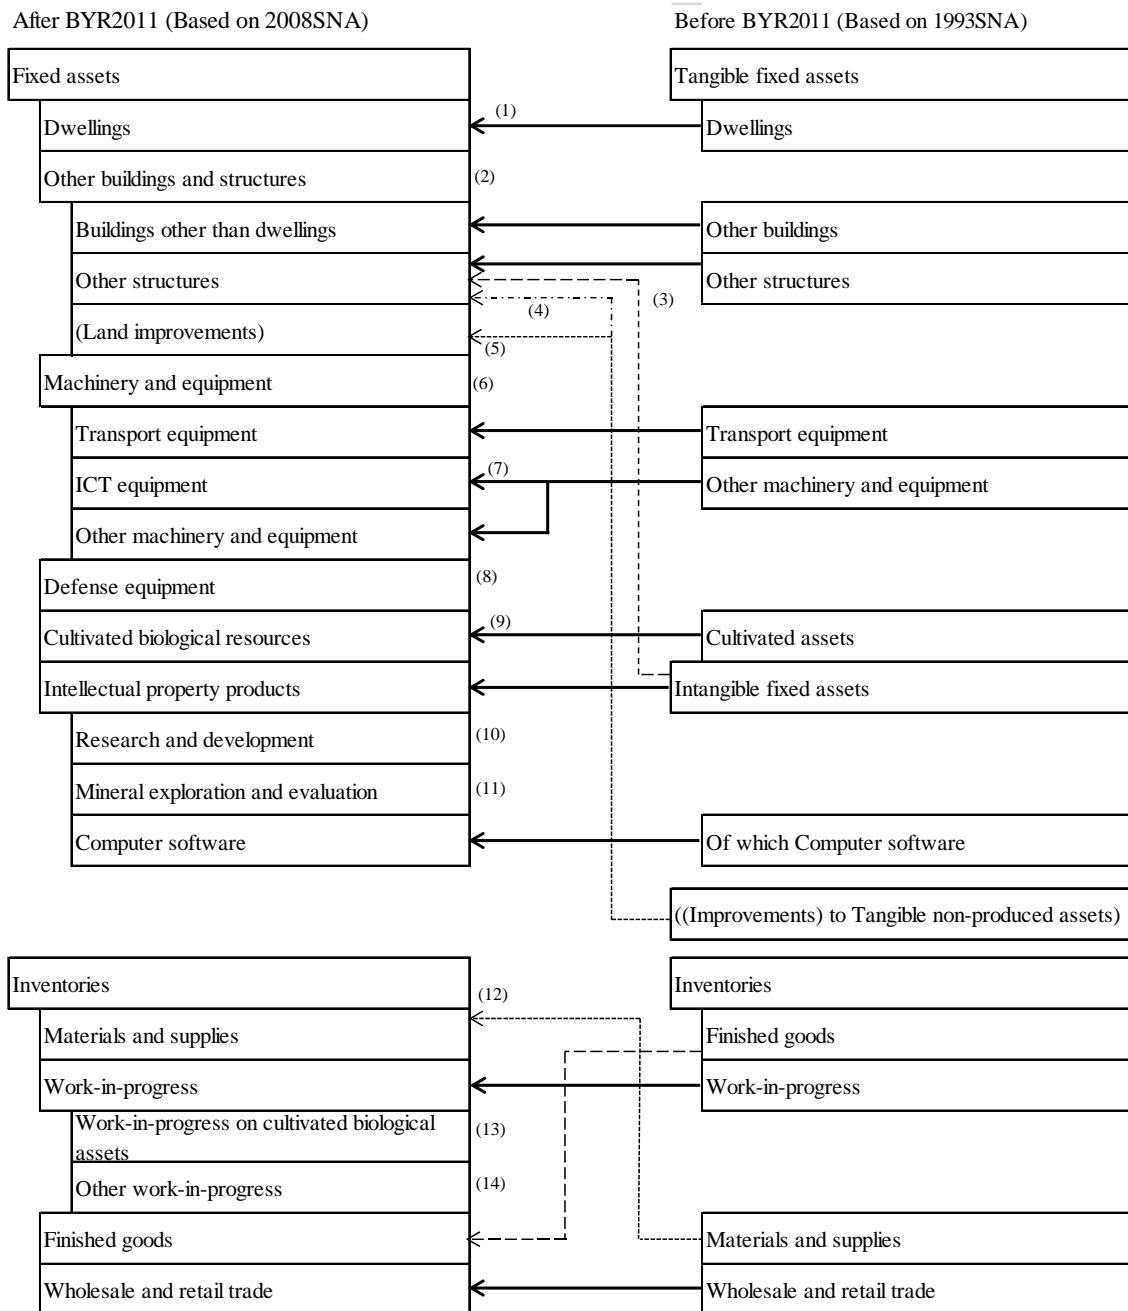 After BYR2011 (Based on 2008SNA)
Before BYR2011 (Based on 1993SNA)
Fixed assets
Tangible fixed assets
Dwellings
(1)
Dwellings
Other buildings and structures
(2)
Buildings other than dwellings
Other buildings
Other structures
Other structures
(3)
(4)
(Land improvements)
(5)
Machinery and equipment
(6)
Transport equipment
Transport equipment
ICT equipment
(7)
Other machinery and equipment
Other machinery and equipment
Defense equipment
(8)
Cultivated biological resources
(9)
Cultivated assets
Intellectual property products
Intangible fixed assets
Research and development
(10)
Mineral exploration and evaluation
(11)
Computer software
Of which Computer software
((Improvements) to Tangible non-produced assets)
Inventories
Inventories
(12)
Materials and supplies
Finished goods
Work-in-progress
Work-in-progress
Work-in-progress on cultivated biological
assets
(13)
Other work-in-progress
(14)
Finished goods
Materials and supplies
Wholesale and retail trade
Wholesale and retail trade